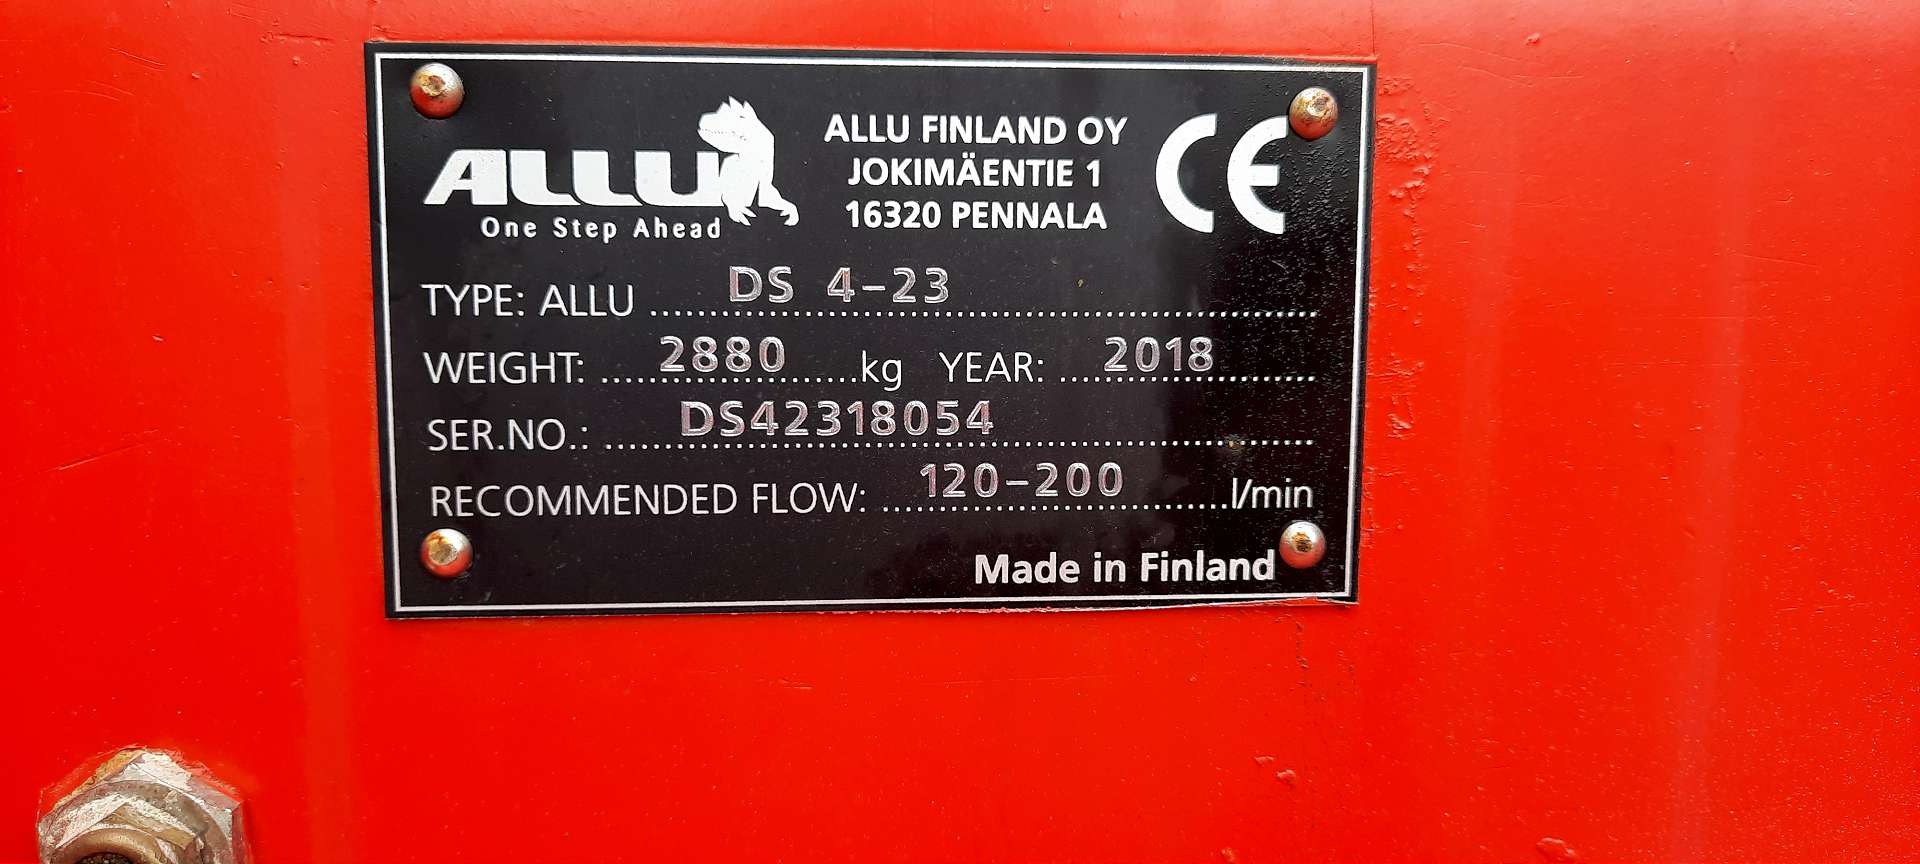 ALLU
One Step Ahead
ALLU FINLAND OY
JOKIMÄENTIE 1
16320 PENNALA
CE
TYPE: ALLU DS 4-23
WEIGHT: 2880 kg YEAR: 2018
SER.NO.: DS42318054
RECOMMENDED FLOW: 120-200 l/min
Made in Finland